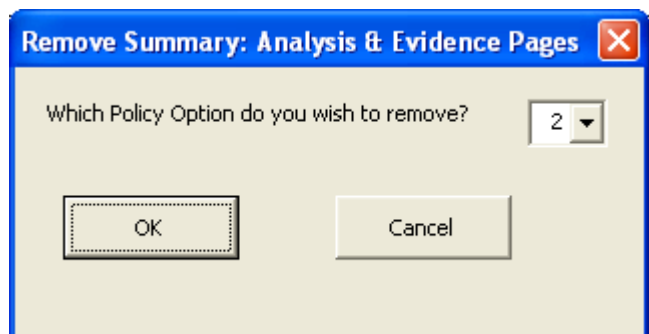 Remove Summary: Analysis & Evidence Pages
Which Policy Option do you wish to remove? 2
OK Cancel